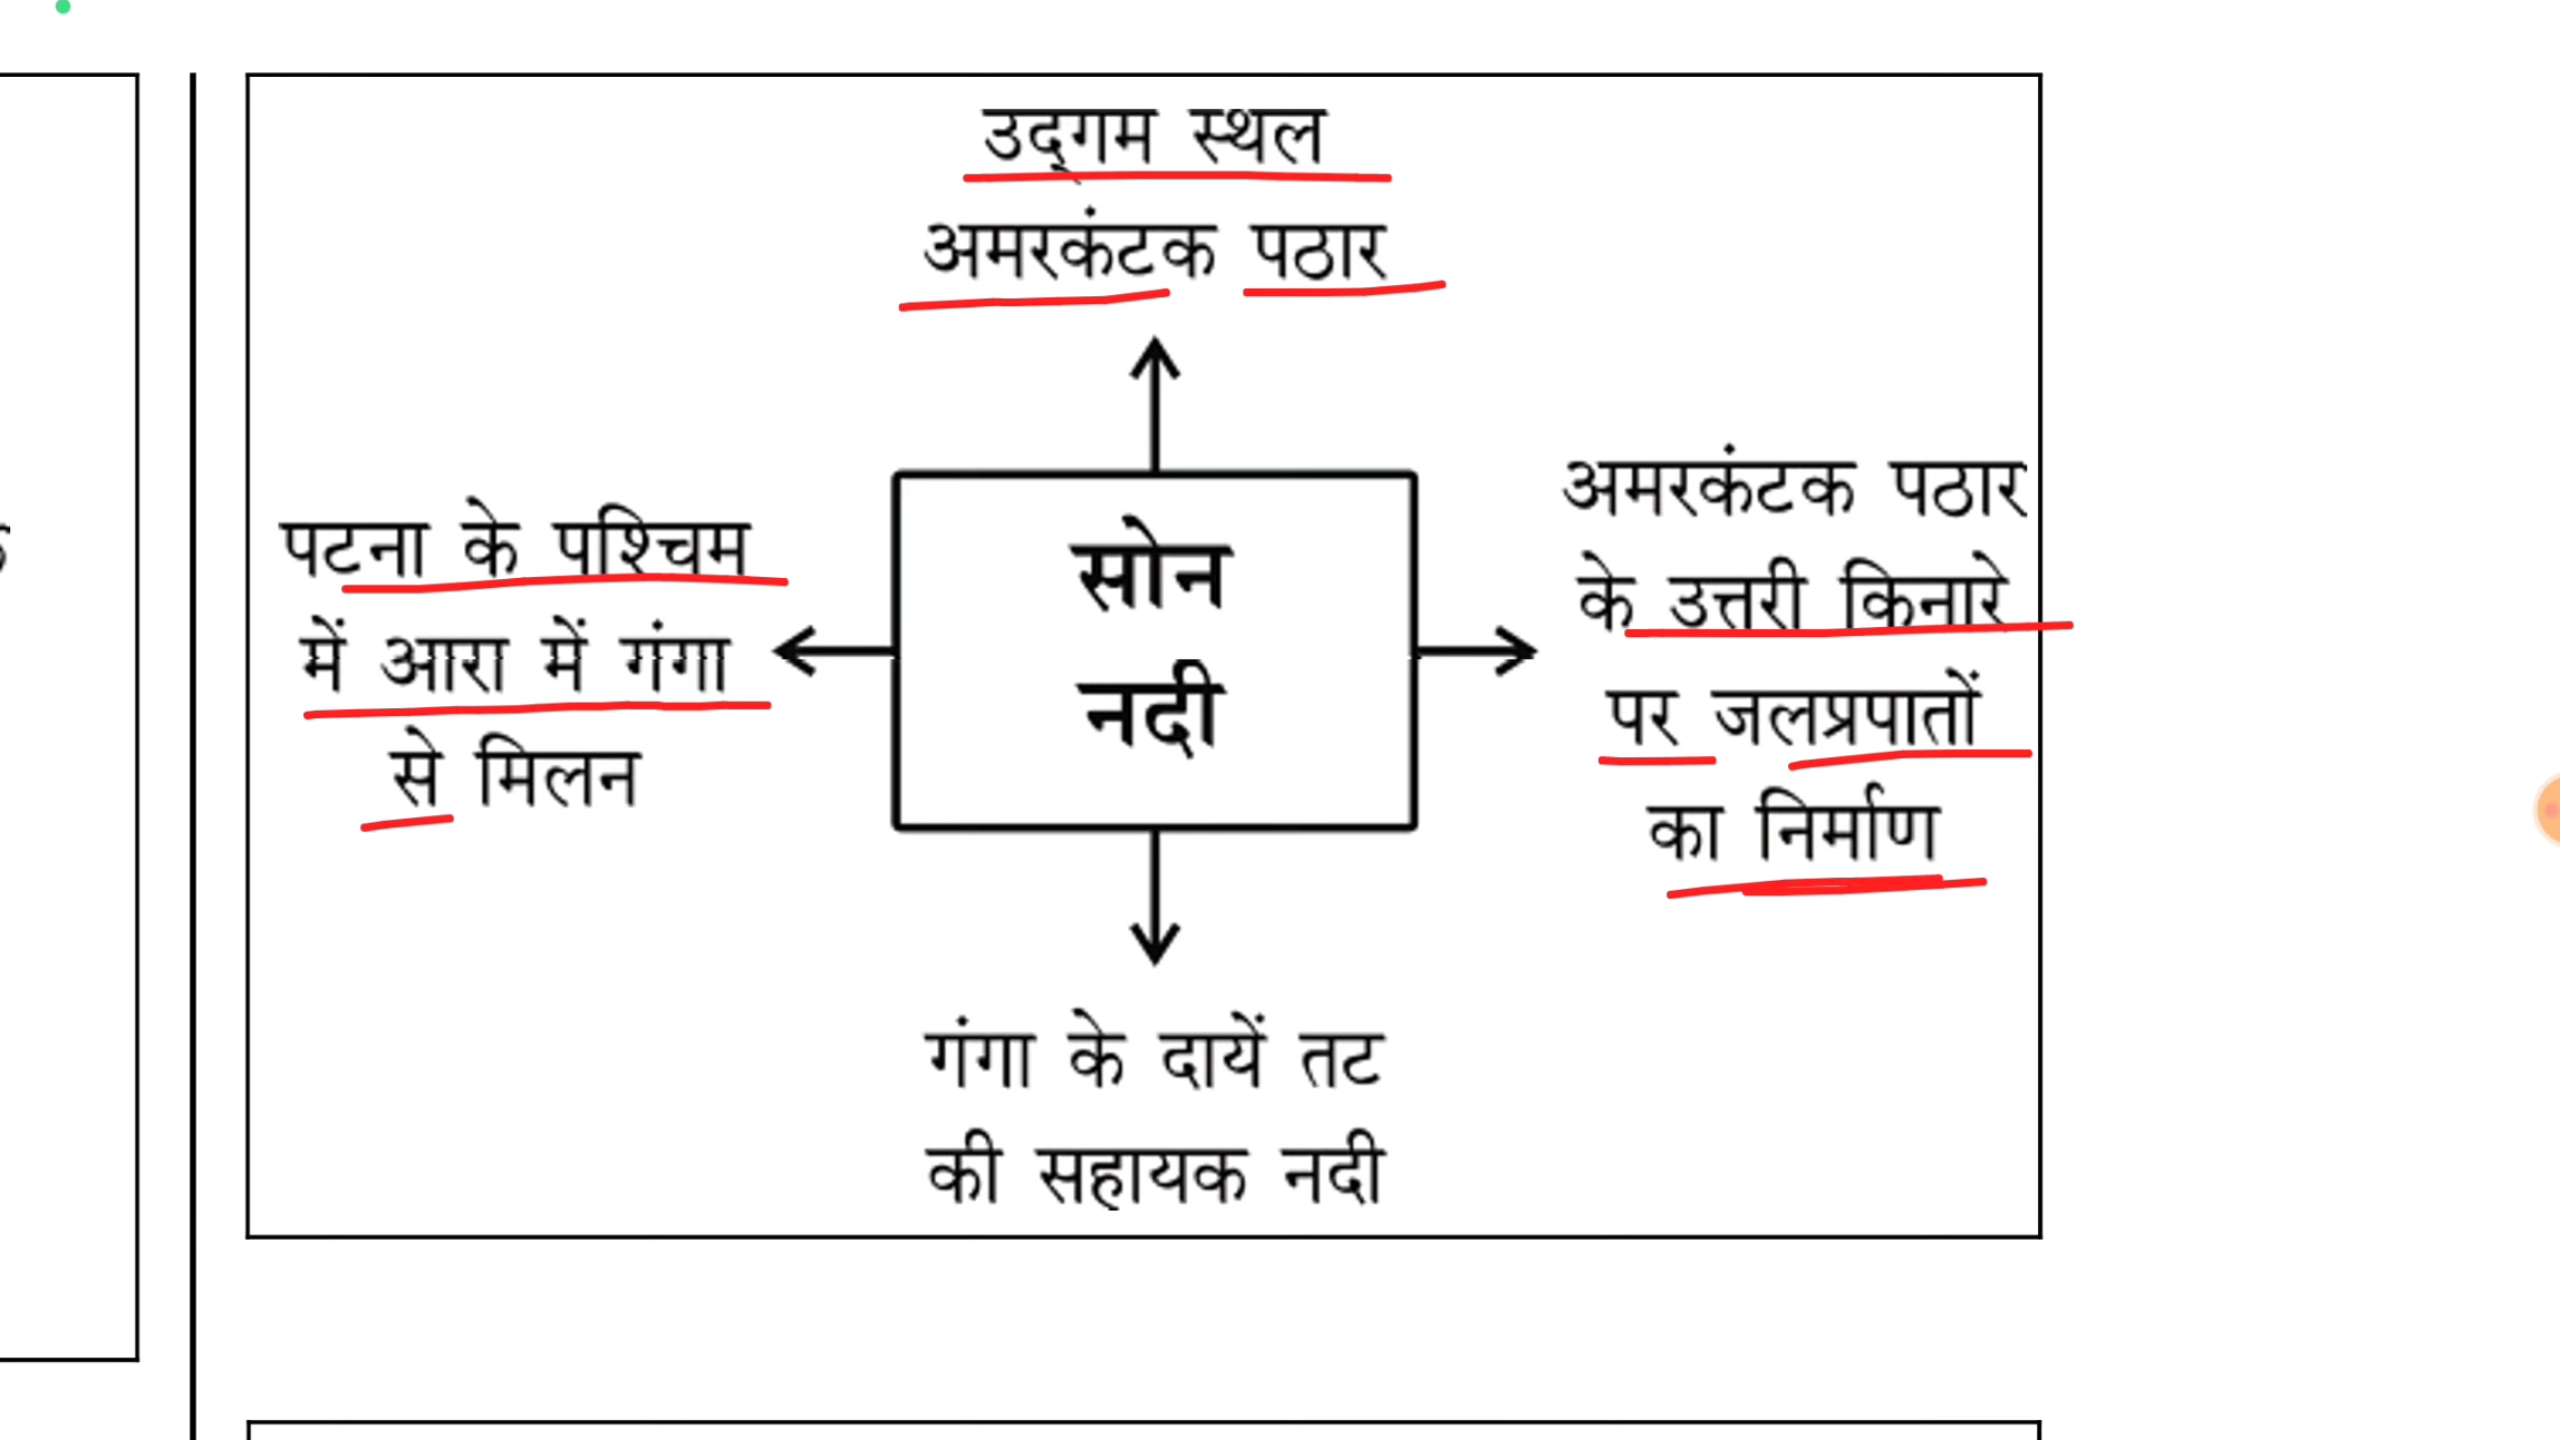 उद्गम स्थल
अमरकंटक पठार
पटना के पश्चिम
में आरा में गंगा
से मिलन
सोन
नदी
अमरकंटक पठार
के उत्तरी किनारे
पर जलप्रपातों
का निर्माण
गंगा के दायें तट
की सहायक नदी